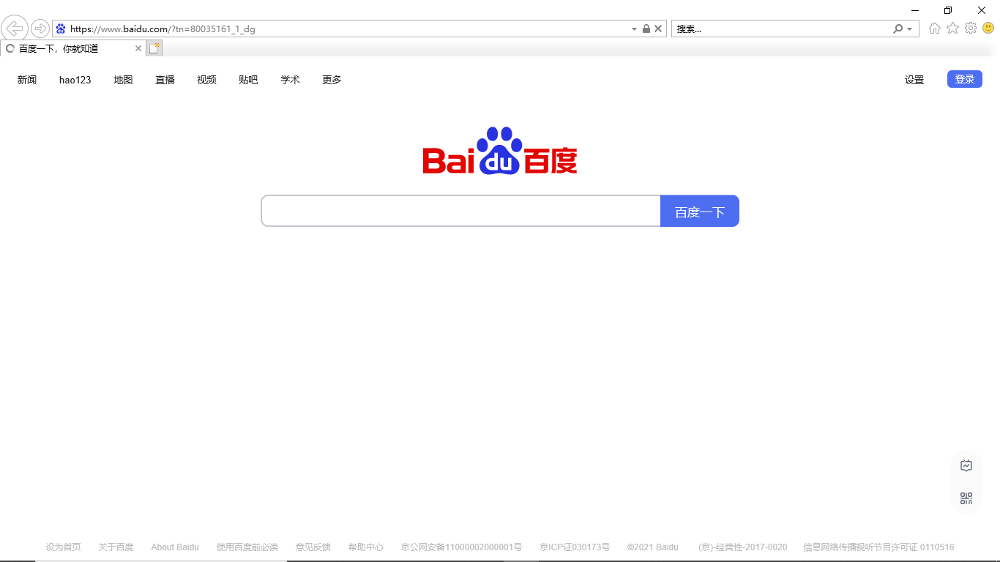 https://www.baidu.com/?tn=80035161_1_dg 搜索...
百度一下，你就知道
新闻 hao123 地图 直播 视频 贴吧 学术 更多 设置 登录
Bai du 百度
百度一下
设为首页 关于百度 About Baidu 使用百度前必读 意见反馈 帮助中心 京公网安备11000002000001号 京ICP证030173号 ©2021 Baidu (京)-经营性-2017-0020 信息网络传播视听节目许可证 0110516